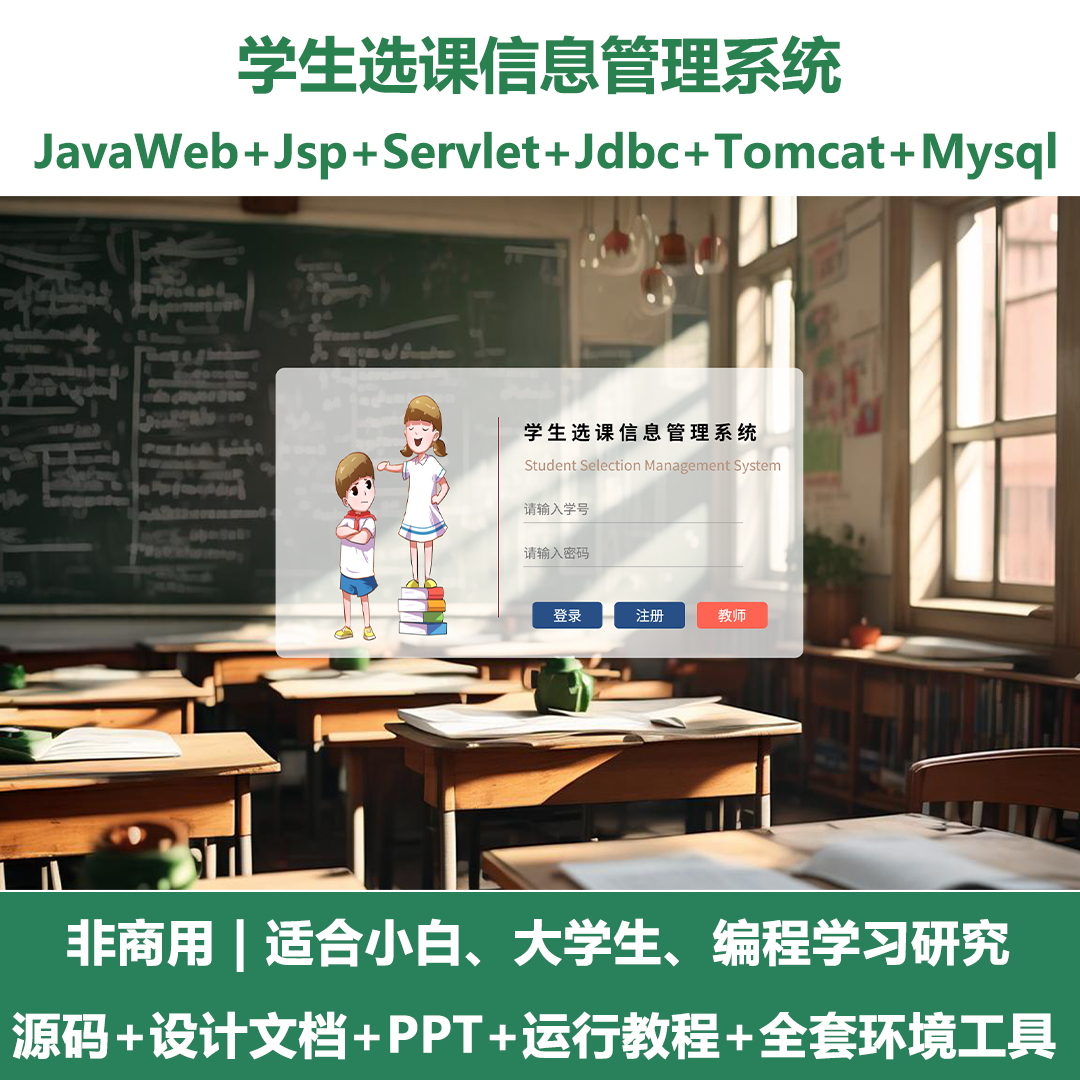 学生选课信息管理系统
JavaWeb+Jsp+Servlet+Jdbc+Tomcat+Mysql
学生选课信息管理系统
Student Selection Management System
请输入学号
请输入密码
登录 注册 教师
非商用 | 适合小白、大学生、编程学习研究
源码+设计文档+PPT+运行教程+全套环境工具